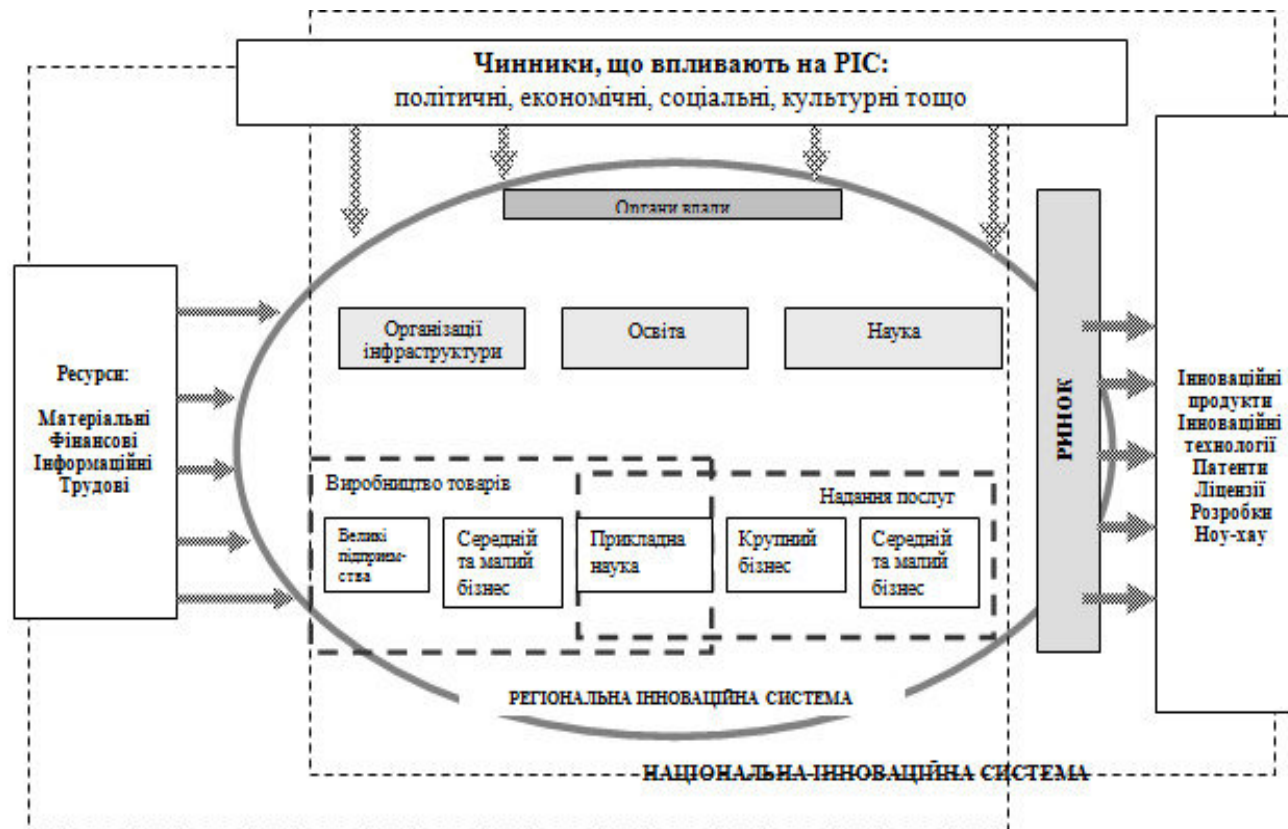 Чинники, що впливають на РІС:
політичні, економічні, соціальні, культурні тощо
Органи влади
Організації
інфраструктури
Освіта
Наука
Ресурси:
Матеріальні
Фінансові
Інформаційні
Трудові
РИНОК
Інноваційні
продукти
Інноваційні
технології
Патенти
Ліцензії
Розробки
Ноу-хау
Виробництво товарів
Надання послуг
Великі
підприєм-
ства
Середній
та малий
бізнес
Прикладна
наука
Крупний
бізнес
Середній
та малий
бізнес
РЕГІОНАЛЬНА ІННОВАЦІЙНА СИСТЕМА
НАЦІОНАЛЬНА ІННОВАЦІЙНА СИСТЕМА